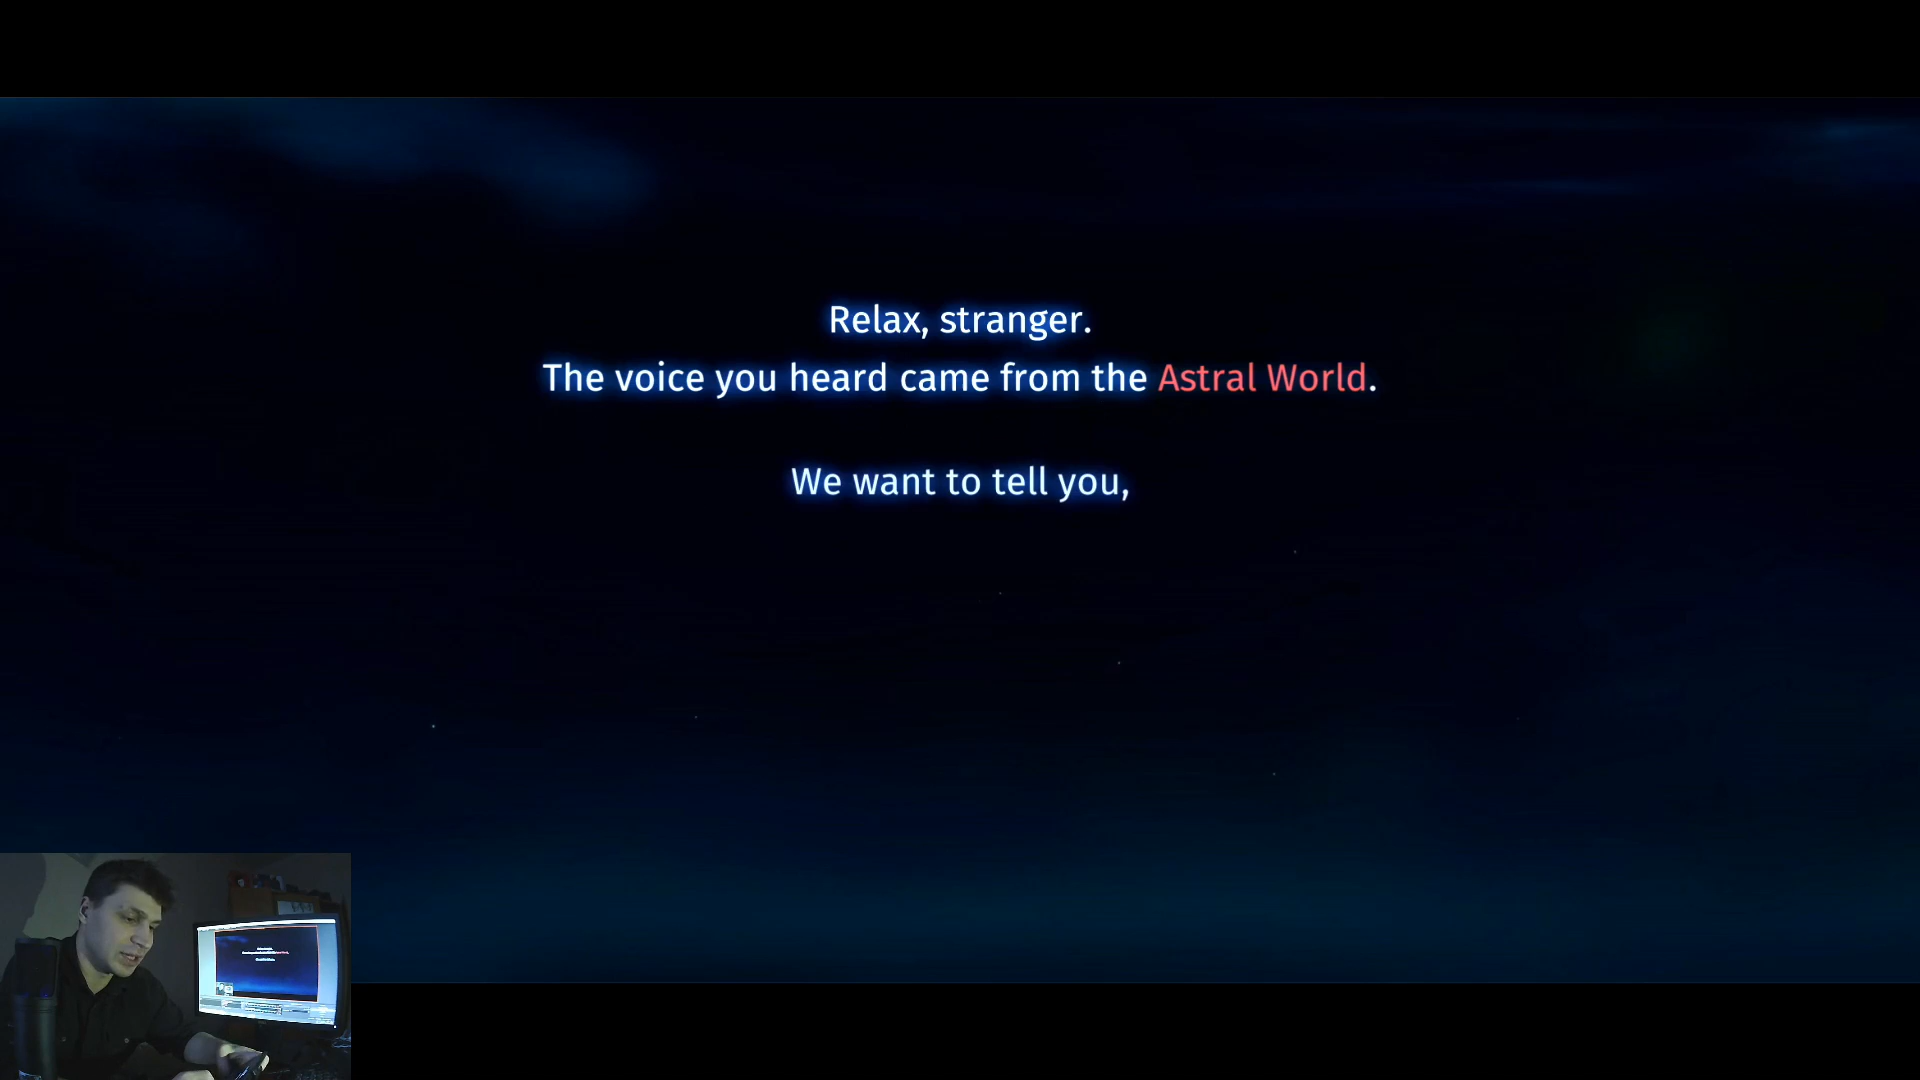 Relax, stranger.
The voice you heard came from the Astral World.
We want to tell you,